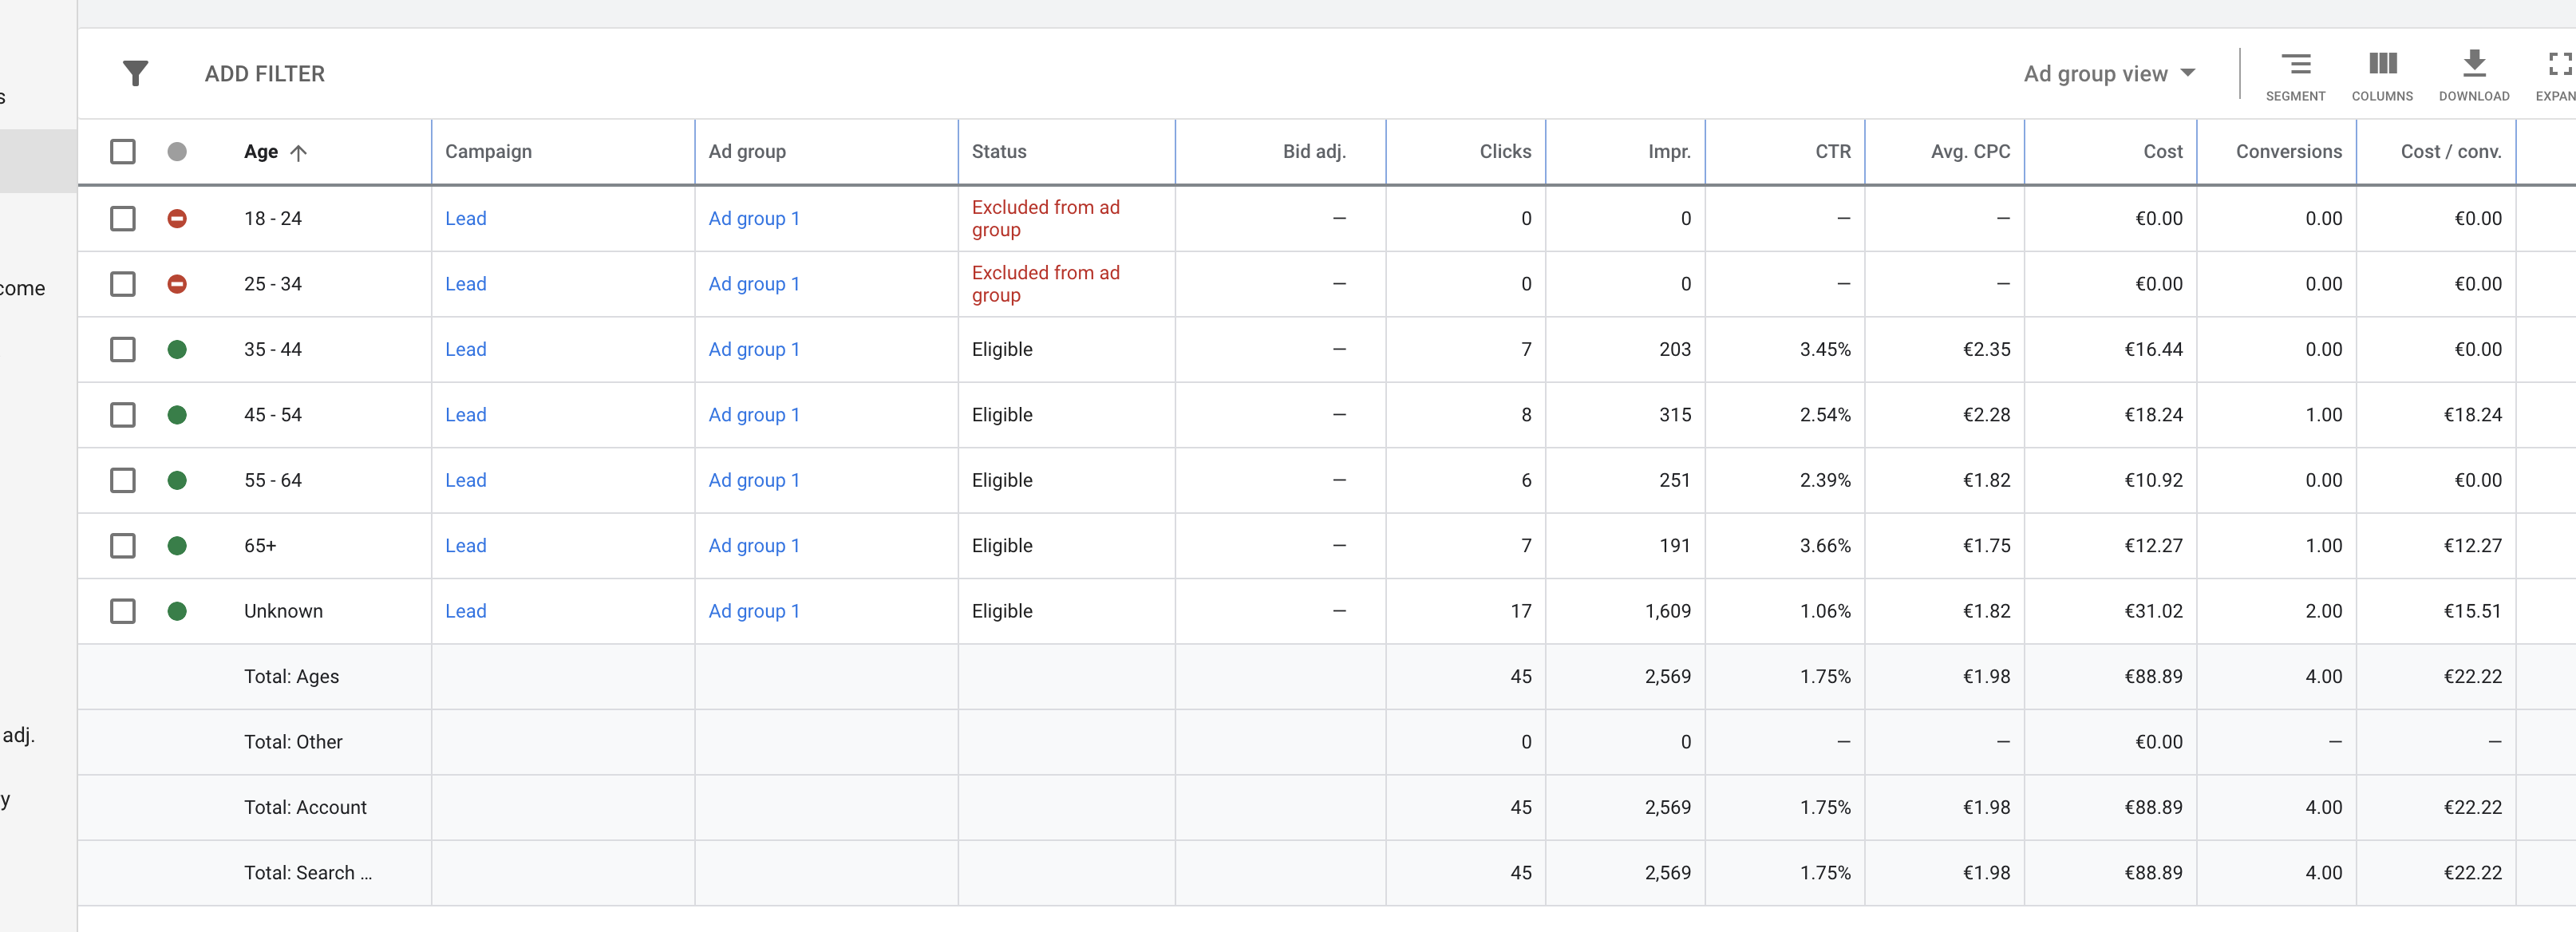 ADD FILTER
Ad group view
SEGMENT
COLUMNS
DOWNLOAD
EXPAN
s
come
adj.
y
Age Campaign Ad group Status Bid adj. Clicks Impr. CTR Avg. CPC Cost Conversions Cost / conv.
18 - 24 Lead Ad group 1 Excluded from ad group — 0 0 — — €0.00 0.00 €0.00
25 - 34 Lead Ad group 1 Excluded from ad group — 0 0 — — €0.00 0.00 €0.00
35 - 44 Lead Ad group 1 Eligible — 7 203 3.45% €2.35 €16.44 0.00 €0.00
45 - 54 Lead Ad group 1 Eligible — 8 315 2.54% €2.28 €18.24 1.00 €18.24
55 - 64 Lead Ad group 1 Eligible — 6 251 2.39% €1.82 €10.92 0.00 €0.00
65+ Lead Ad group 1 Eligible — 7 191 3.66% €1.75 €12.27 1.00 €12.27
Unknown Lead Ad group 1 Eligible — 17 1,609 1.06% €1.82 €31.02 2.00 €15.51
Total: Ages 45 2,569 1.75% €1.98 €88.89 4.00 €22.22
Total: Other 0 0 — — €0.00 — —
Total: Account 45 2,569 1.75% €1.98 €88.89 4.00 €22.22
Total: Search ... 45 2,569 1.75% €1.98 €88.89 4.00 €22.22